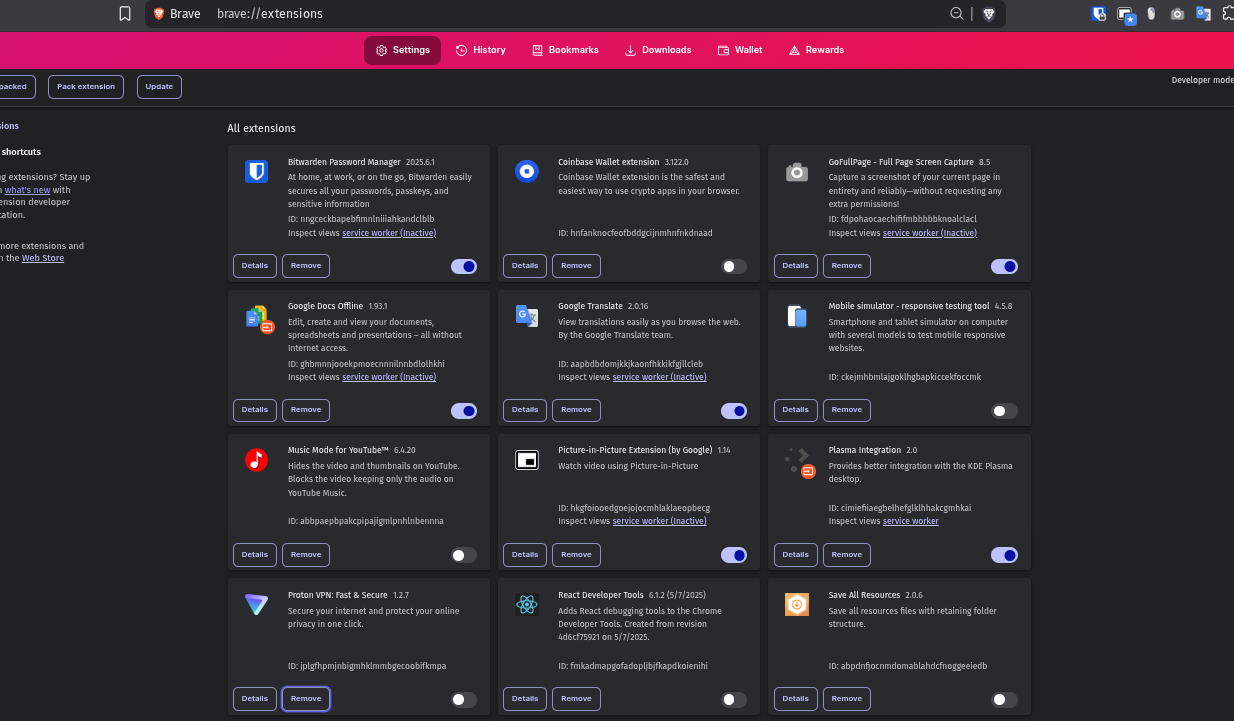 Brave brave://extensions
Settings
History
Bookmarks
Downloads
Wallet
Rewards
packed
Pack extension
Update
Developer mode
sions
shortcuts
ng extensions? Stay up
n what's new with
ension developer
tation.
more extensions and
n the Web Store
All extensions
Bitwarden Password Manager 2025.6.1
At home, at work, or on the go, Bitwarden easily
secures all your passwords, passkeys, and
sensitive information
ID: nngceckbapebfimnlniiiahkandclblb
Inspect views service worker (Inactive)
Details
Remove
Coinbase Wallet extension 3.122.0
Coinbase Wallet extension is the safest and
easiest way to use crypto apps in your browser.
ID: hnfanknocfeofbddgcijnmhnfnkdnaad
Details
Remove
GoFullPage - Full Page Screen Capture 8.5
Capture a screenshot of your current page in
entirety and reliably—without requesting any
extra permissions!
ID: fdpohaocaechififmbbbbbknoalclacl
Inspect views service worker (Inactive)
Details
Remove
Google Docs Offline 1.93.1
Edit, create and view your documents,
spreadsheets and presentations – all without
Internet access.
ID: ghbmnnjooekpmoecnnnilnnbdlolhkhi
Inspect views service worker (Inactive)
Details
Remove
Google Translate 2.0.16
View translations easily as you browse the web.
By the Google Translate team.
ID: aapbdbdomjkkjkaonfhkkikfgjllcleb
Inspect views service worker (Inactive)
Details
Remove
Mobile simulator - responsive testing tool 4.5.8
Smartphone and tablet simulator on computer
with several models to test mobile responsive
websites.
ID: ckejmhbmlajgoklhgbapkiccekfoccmk
Details
Remove
Music Mode for YouTube™ 6.4.20
Hides the video and thumbnails on YouTube.
Blocks the video keeping only the audio on
YouTube Music.
ID: abbpaepbpakcpipajigmlpnhlnbennna
Details
Remove
Picture-in-Picture Extension (by Google) 1.14
Watch video using Picture-in-Picture
ID: hkgfoiooedgoejojocmhlaklaeopbecg
Inspect views service worker (Inactive)
Details
Remove
Plasma Integration 2.0
Provides better integration with the KDE Plasma
desktop.
ID: cimiefiiaegbelhefglklhhakcgmhkai
Inspect views service worker
Details
Remove
Proton VPN: Fast & Secure 1.2.7
Secure your internet and protect your online
privacy in one click.
ID: jplgfhpmjnbigmhklmmbgecoobifkmpa
Details
Remove
React Developer Tools 6.1.2 (5/7/2025)
Adds React debugging tools to the Chrome
Developer Tools. Created from revision
4d6cf75921 on 5/7/2025.
ID: fmkadmapgofadopljbjfkapdkoienihi
Details
Remove
Save All Resources 2.0.6
Save all resources files with retaining folder
structure.
ID: abpdnfjocnmdomablahdcfnoggeeiedb
Details
Remove